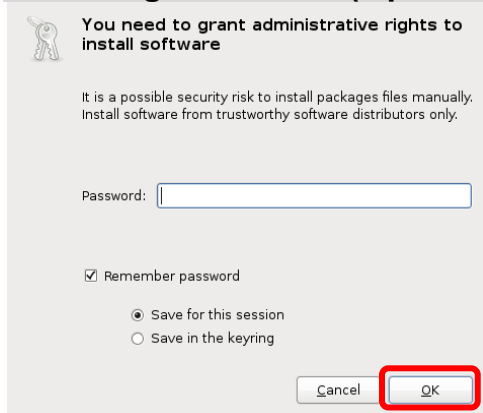 You need to grant administrative rights to
install software
It is a possible security risk to install packages files manually.
Install software from trustworthy software distributors only.
Password:
Remember password
Save for this session
Save in the keyring
Cancel
OK